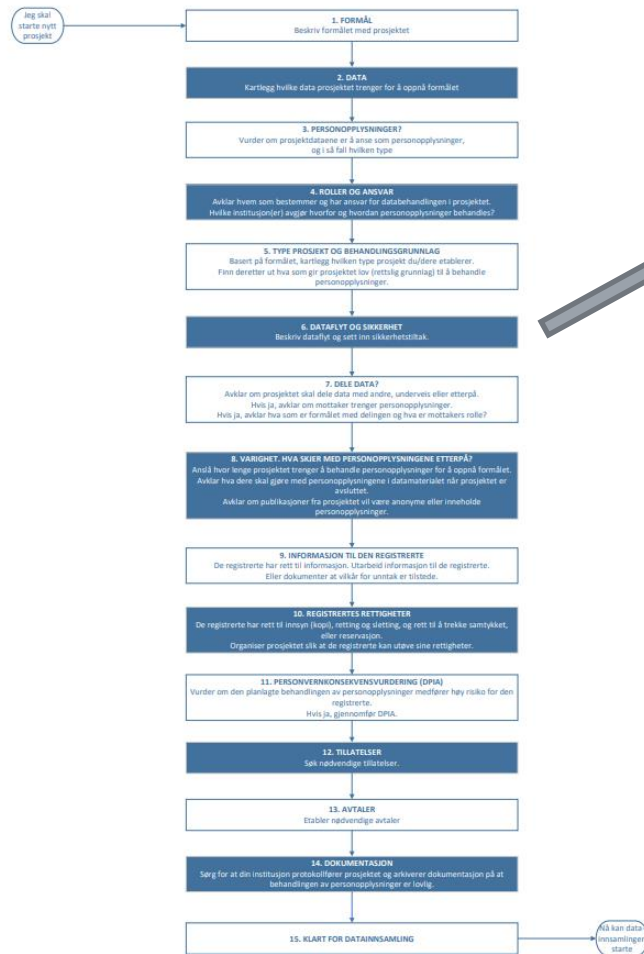 Jeg skal
starte nytt
prosjekt
1. FORMÅL
Beskriv formålet med prosjektet
2. DATA
Kartlegg hvilke data prosjektet trenger for å oppnå formålet
3. PERSONOPPLYSNINGER?
Vurder om prosjektdataene er å anse som personopplysninger,
og i så fall hvilken type
4. ROLLER OG ANSVAR
Avklar hvem som bestemmer og har ansvar for databehandlingen i prosjektet.
Hvilke institusjon(er) avgjør hvorfor og hvordan personopplysninger behandles?
5. TYPE PROSJEKT OG BEHANDLINGSGRUNNLAG
Basert på formålet, kartlegg hvilken type prosjekt du/dere etablerer.
Finn deretter ut hva som gir prosjektet lov (rettslig grunnlag) til å behandle
personopplysninger.
6. DATAFLYT OG SIKKERHET
Beskriv dataflyt og sett inn sikkerhetstiltak.
7. DELE DATA?
Avklar om prosjektet skal dele data med andre, underveis eller etterpå.
Hvis ja, avklar om mottaker trenger personopplysninger.
Hvis ja, avklar hva som er formålet med delingen og hva er mottakers rolle?
8. VARIGHET. HVA SKJER MED PERSONOPPLYSNINGENE ETTERPÅ?
Anslå hvor lenge prosjektet trenger å behandle personopplysninger for å oppnå formålet.
Avklar hva dere skal gjøre med personopplysningene i datamaterialet når prosjektet er
avsluttet.
Avklar om publikasjoner fra prosjektet vil være anonyme eller inneholde
personopplysninger.
9. INFORMASJON TIL DEN REGISTRERTE
De registrerte har rett til informasjon. Utarbeid informasjon til de registrerte.
Eller dokumenter at vilkår for unntak er tilstede.
10. REGISTRERTES RETTIGHETER
De registrerte har rett til innsyn (kopi), retting og sletting, og rett til å trekke samtykket,
eller reservasjon.
Organiser prosjektet slik at de registrerte kan utøve sine rettigheter.
11. PERSONVERNKONSEKVENSVURDERING (DPIA)
Vurder om den planlagte behandlingen av personopplysninger medfører høy risiko for den
registrerte.
Hvis ja, gjennomfør DPIA.
12. TILLATELSER
Søk nødvendige tillatelser.
13. AVTALER
Etabler nødvendige avtaler
14. DOKUMENTASJON
Sørg for at din institusjon protokollfører prosjektet og arkiverer dokumentasjon på at
behandlingen av personopplysninger er lovlig.
15. KLART FOR DATAINNSAMLING
Nå kan data-
innsamlingen
starte